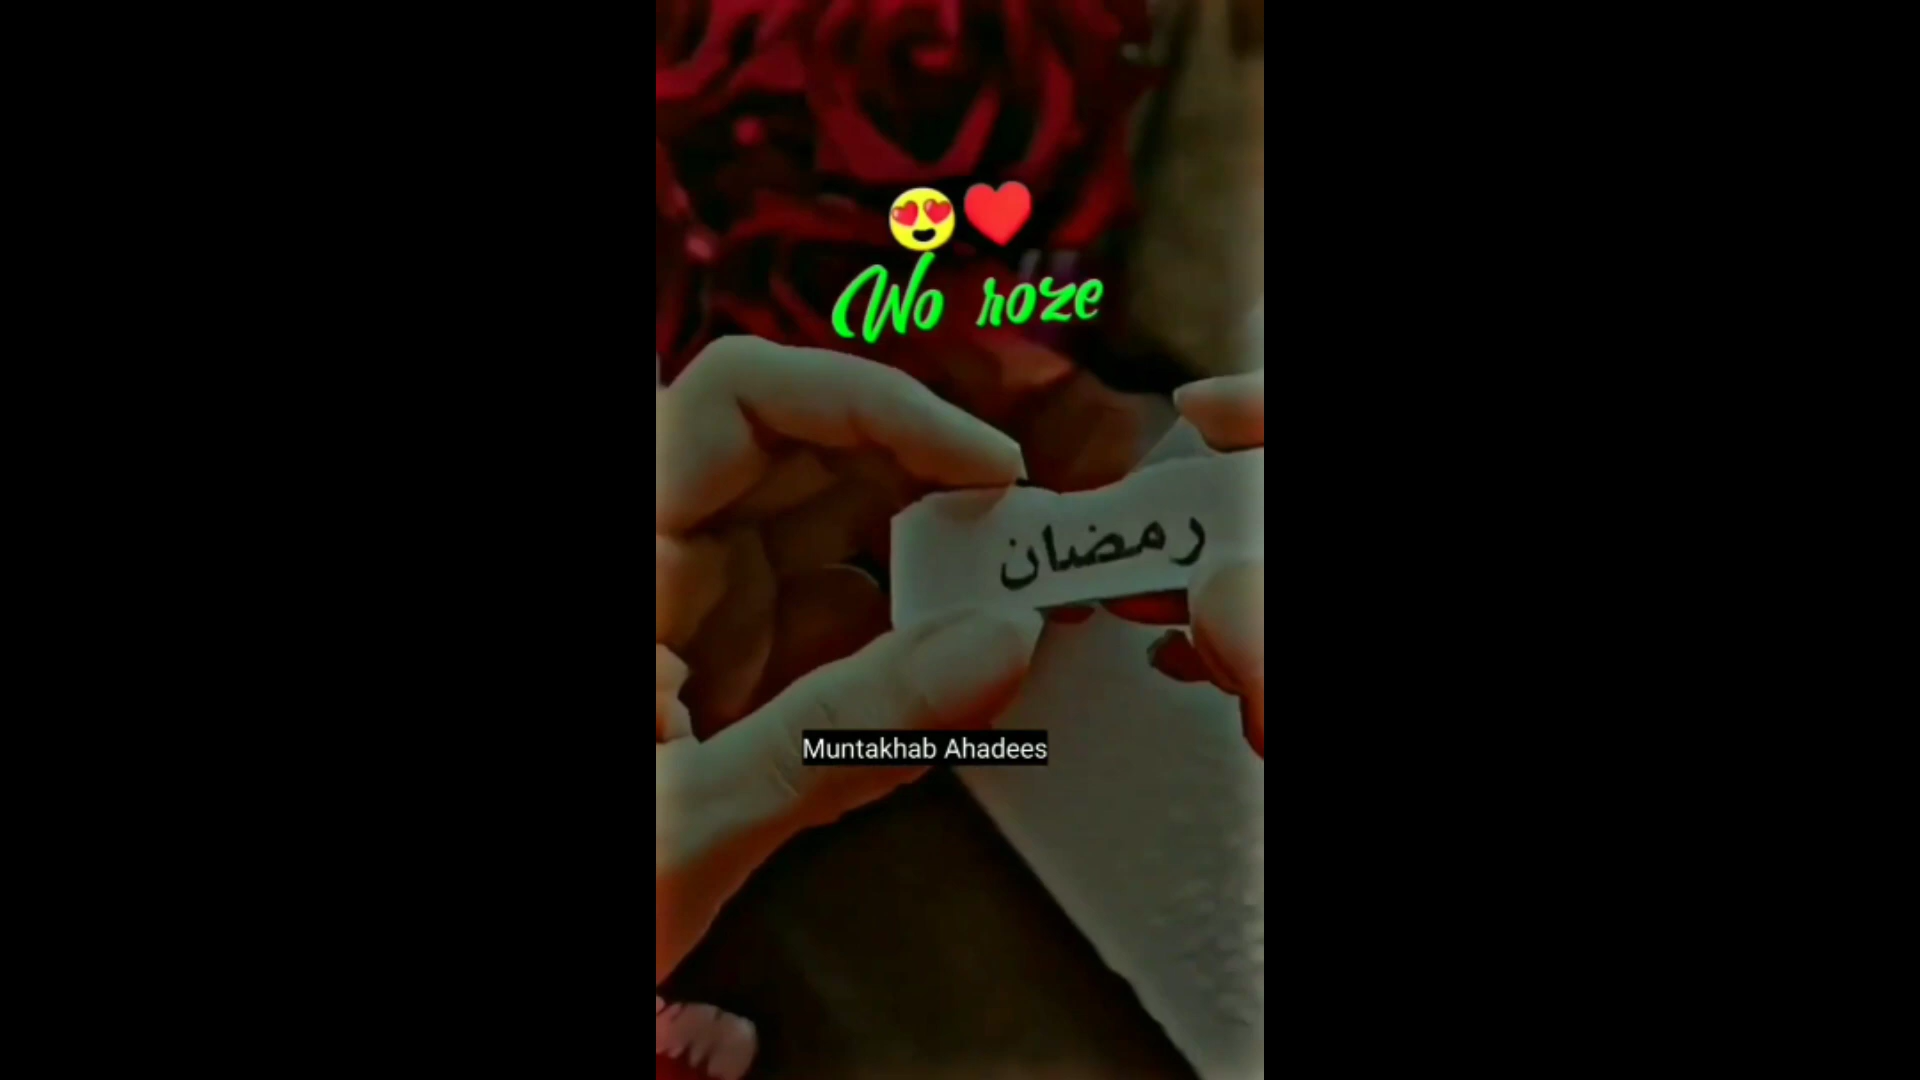 😍♥️
Wo roze
رمضان
Muntakhab Ahadees